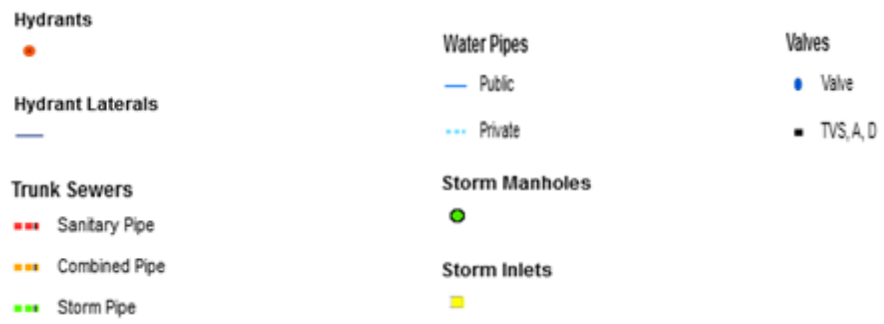 Hydrants
Hydrant Laterals
Trunk Sewers
Sanitary Pipe
Combined Pipe
Storm Pipe
Water Pipes
Public
Private
Storm Manholes
Storm Inlets
Valves
Valve
TVS, A, D